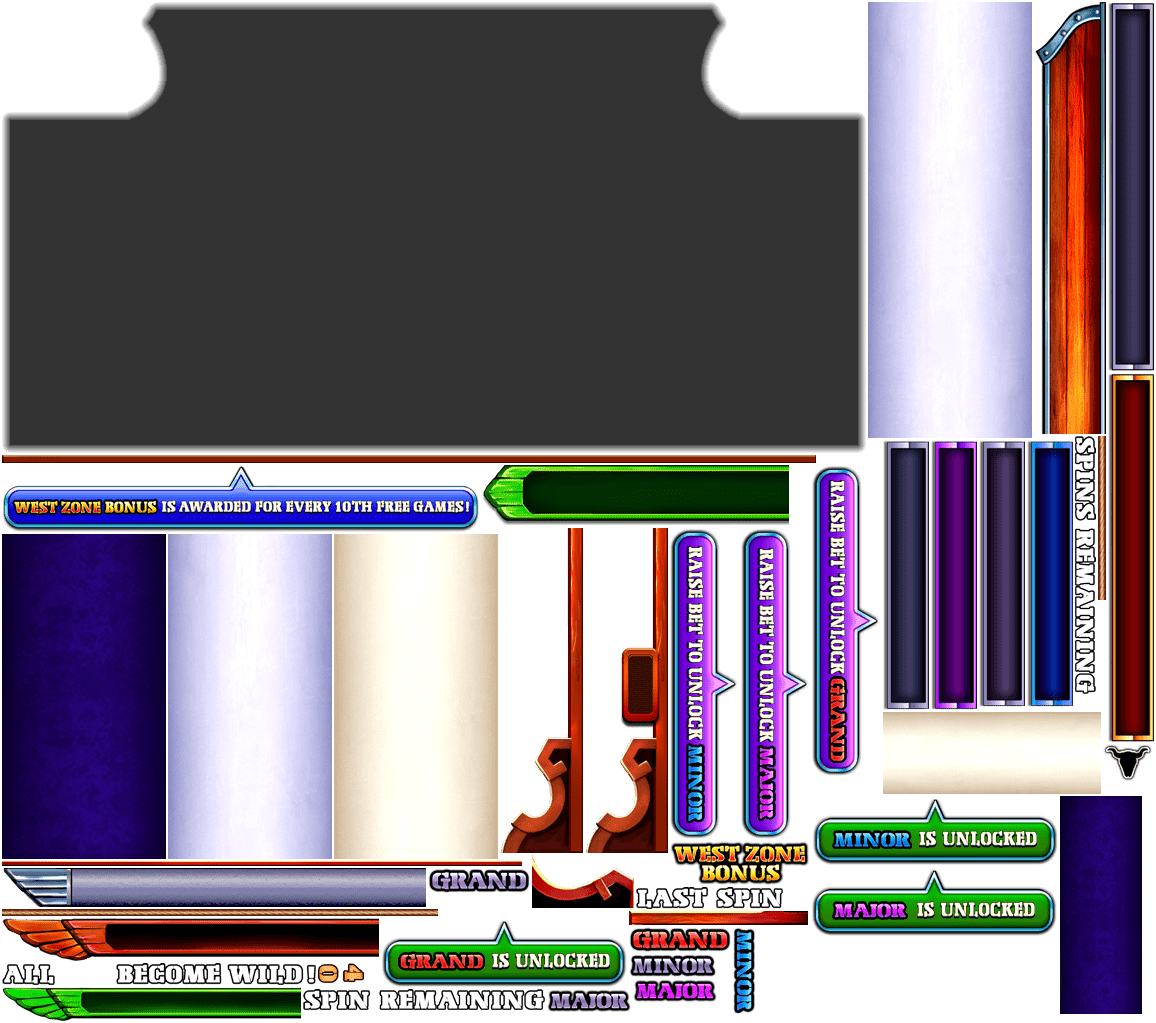 WEST ZONE BONUS IS AWARDED FOR EVERY 10TH FREE GAMES!
SPINS REMAINING
RAISE BET TO UNLOCK GRAND
RAISE BET TO UNLOCK MINOR
RAISE BET TO UNLOCK MAJOR
MINOR IS UNLOCKED
WEST ZONE
BONUS
GRAND
LAST SPIN
MAJOR IS UNLOCKED
GRAND
MINOR
MAJOR
MINOR
GRAND IS UNLOCKED
ALL BECOME WILD!
0 4
SPIN REMAINING
MAJOR